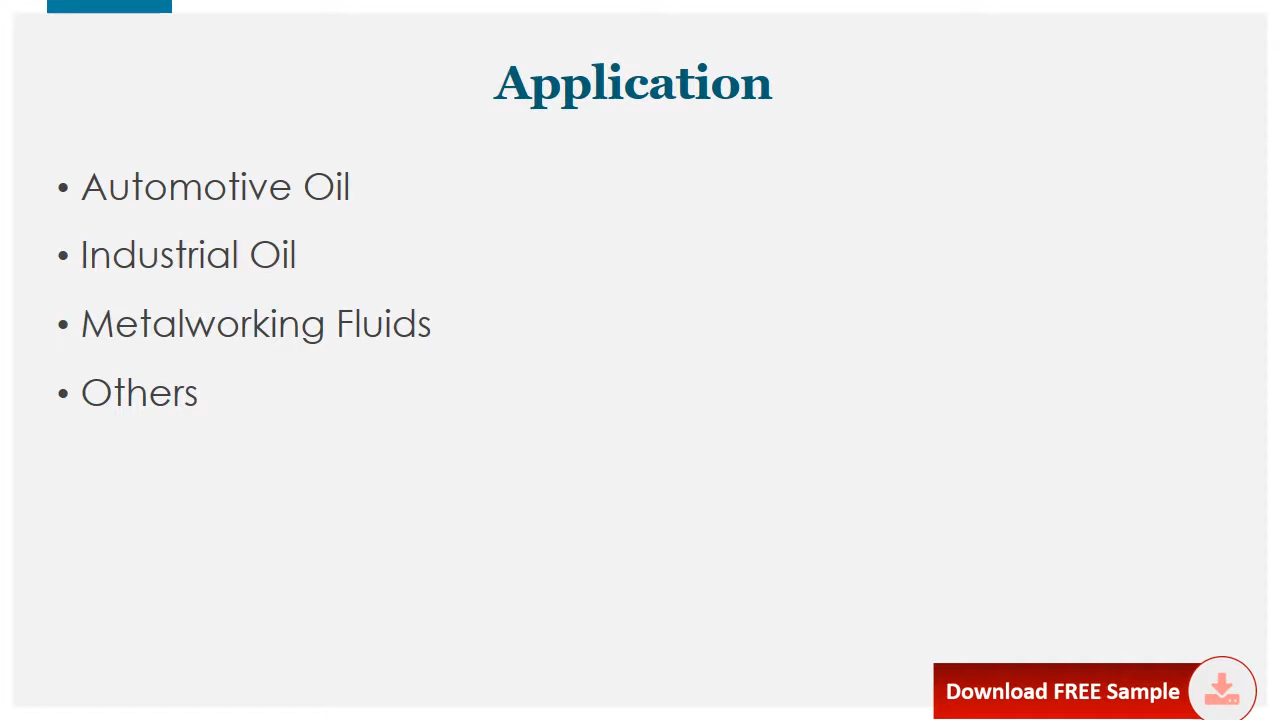 Application
• Automotive Oil
• Industrial Oil
• Metalworking Fluids
• Others
Download FREE Sample